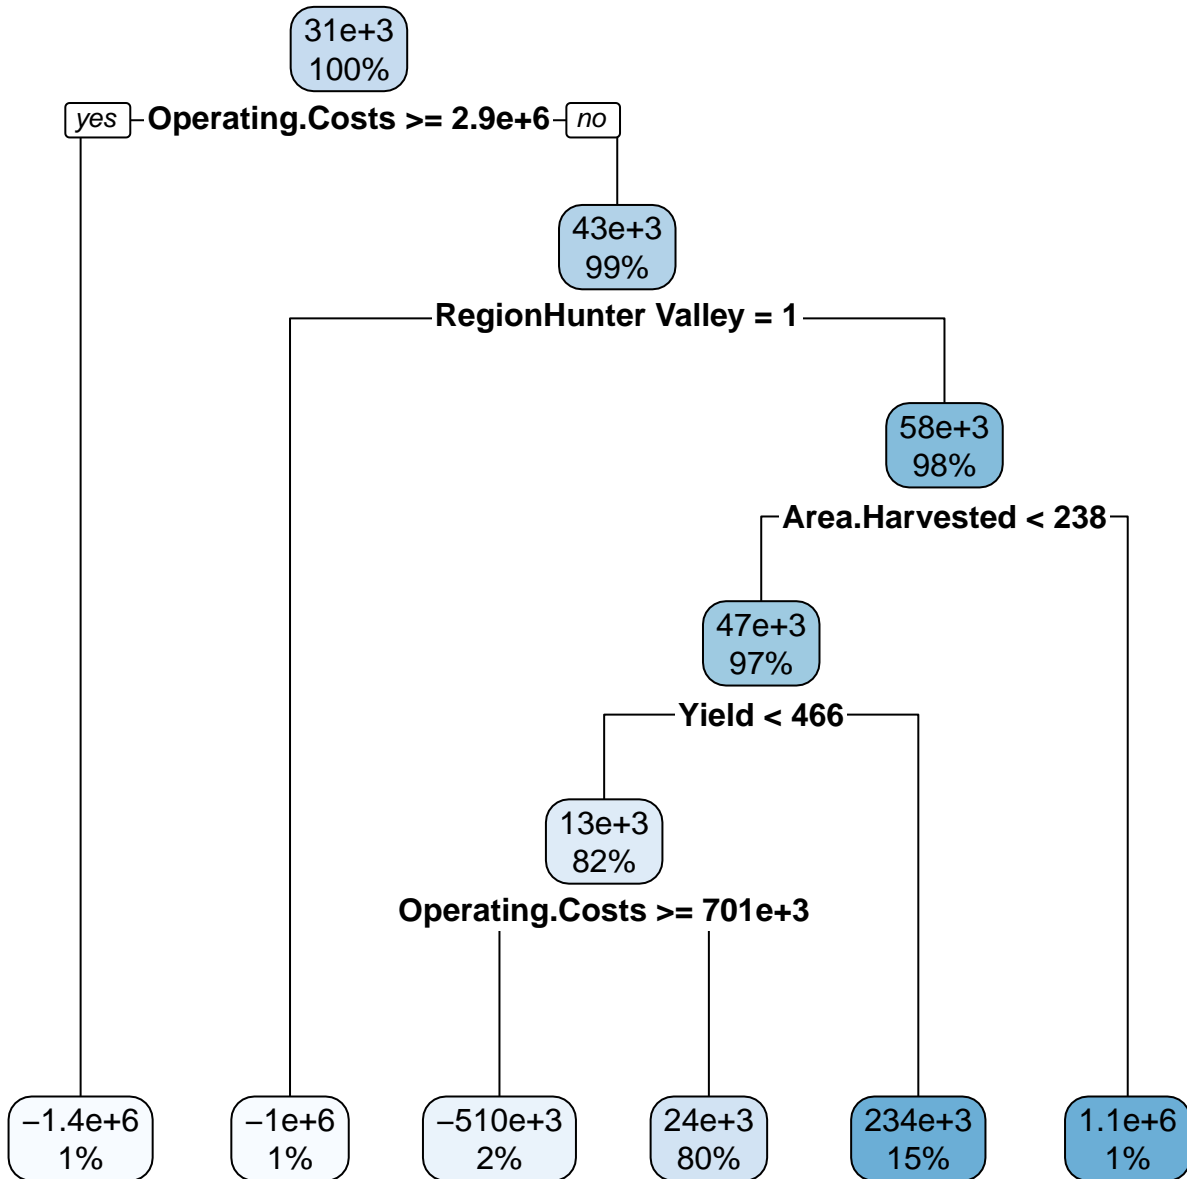 31e+3
100%
yes Operating.Costs >= 2.9e+6 no
43e+3
99%
RegionHunter Valley = 1
58e+3
98%
Area.Harvested < 238
47e+3
97%
Yield < 466
13e+3
82%
Operating.Costs >= 701e+3
−1.4e+6
1%
−1e+6
1%
−510e+3
2%
24e+3
80%
234e+3
15%
1.1e+6
1%